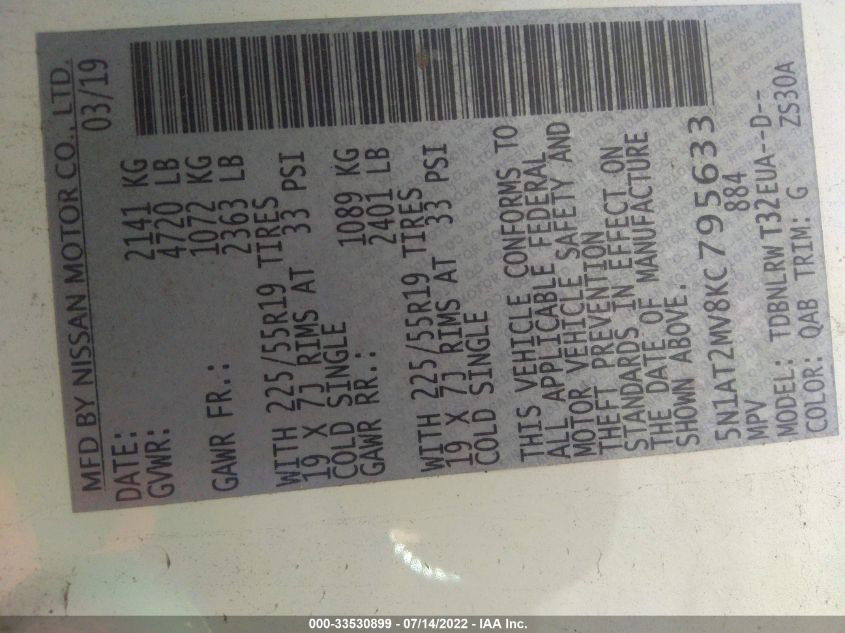 MFD BY NISSAN MOTOR CO., LTD.
DATE: 03/19
GVWR: 2141 KG
4720 LB
GAWR FR.: 1072 KG
2363 LB
WITH 225/55R19 TIRES
19 X 7J RIMS AT 33 PSI
COLD SINGLE
GAWR RR.: 1089 KG
2401 LB
WITH 225/55R19 TIRES
19 X 7J RIMS AT 33 PSI
COLD SINGLE
THIS VEHICLE CONFORMS TO
ALL APPLICABLE FEDERAL
MOTOR VEHICLE SAFETY AND
THEFT PREVENTION
STANDARDS IN EFFECT ON
THE DATE OF MANUFACTURE
SHOWN ABOVE.
5N1AT2MV8KC795633
MPV 884
MODEL: TDBNLRW T32EUA--D--
COLOR: QAB TRIM: G ZS30A
000-33530899 - 07/14/2022 - IAA Inc.